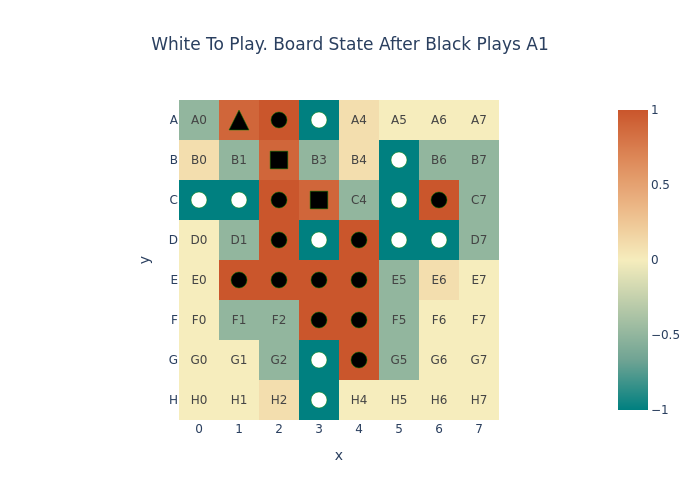 White To Play. Board State After Black Plays A1
A A0 A4 A5 A6 A7
B B0 B1 B3 B4 B6 B7
C C4 C7
D D0 D1 D7
E E0 E5 E6 E7
F F0 F1 F2 F5 F6 F7
G G0 G1 G2 G5 G6 G7
H H0 H1 H2 H4 H5 H6 H7
0 1 2 3 4 5 6 7
x
y
1
0.5
0
−0.5
−1